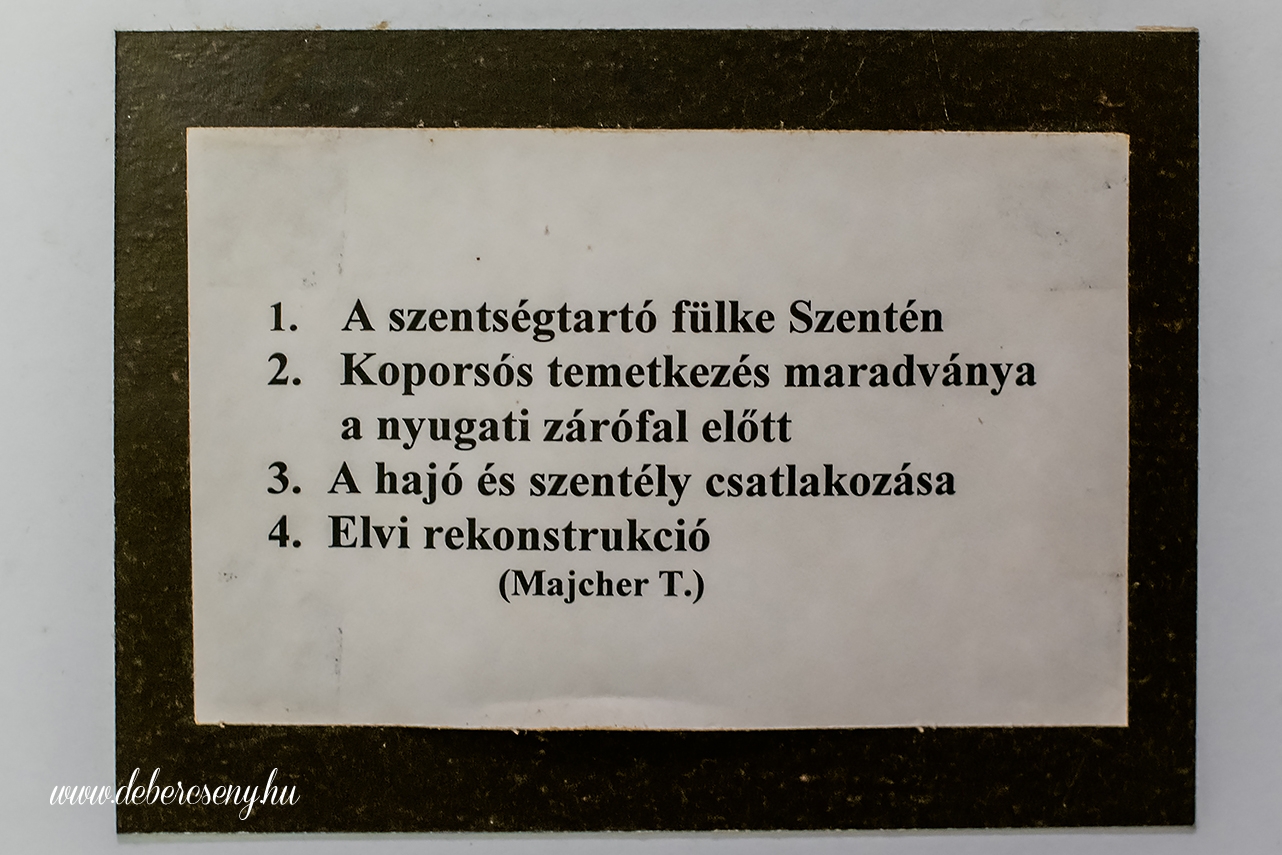 1. A szentségtartó fülke Szentén
2. Koporsós temetkezés maradványa
a nyugati zárófal előtt
3. A hajó és szentély csatlakozása
4. Elvi rekonstrukció
(Majcher T.)
www.debercseny.hu